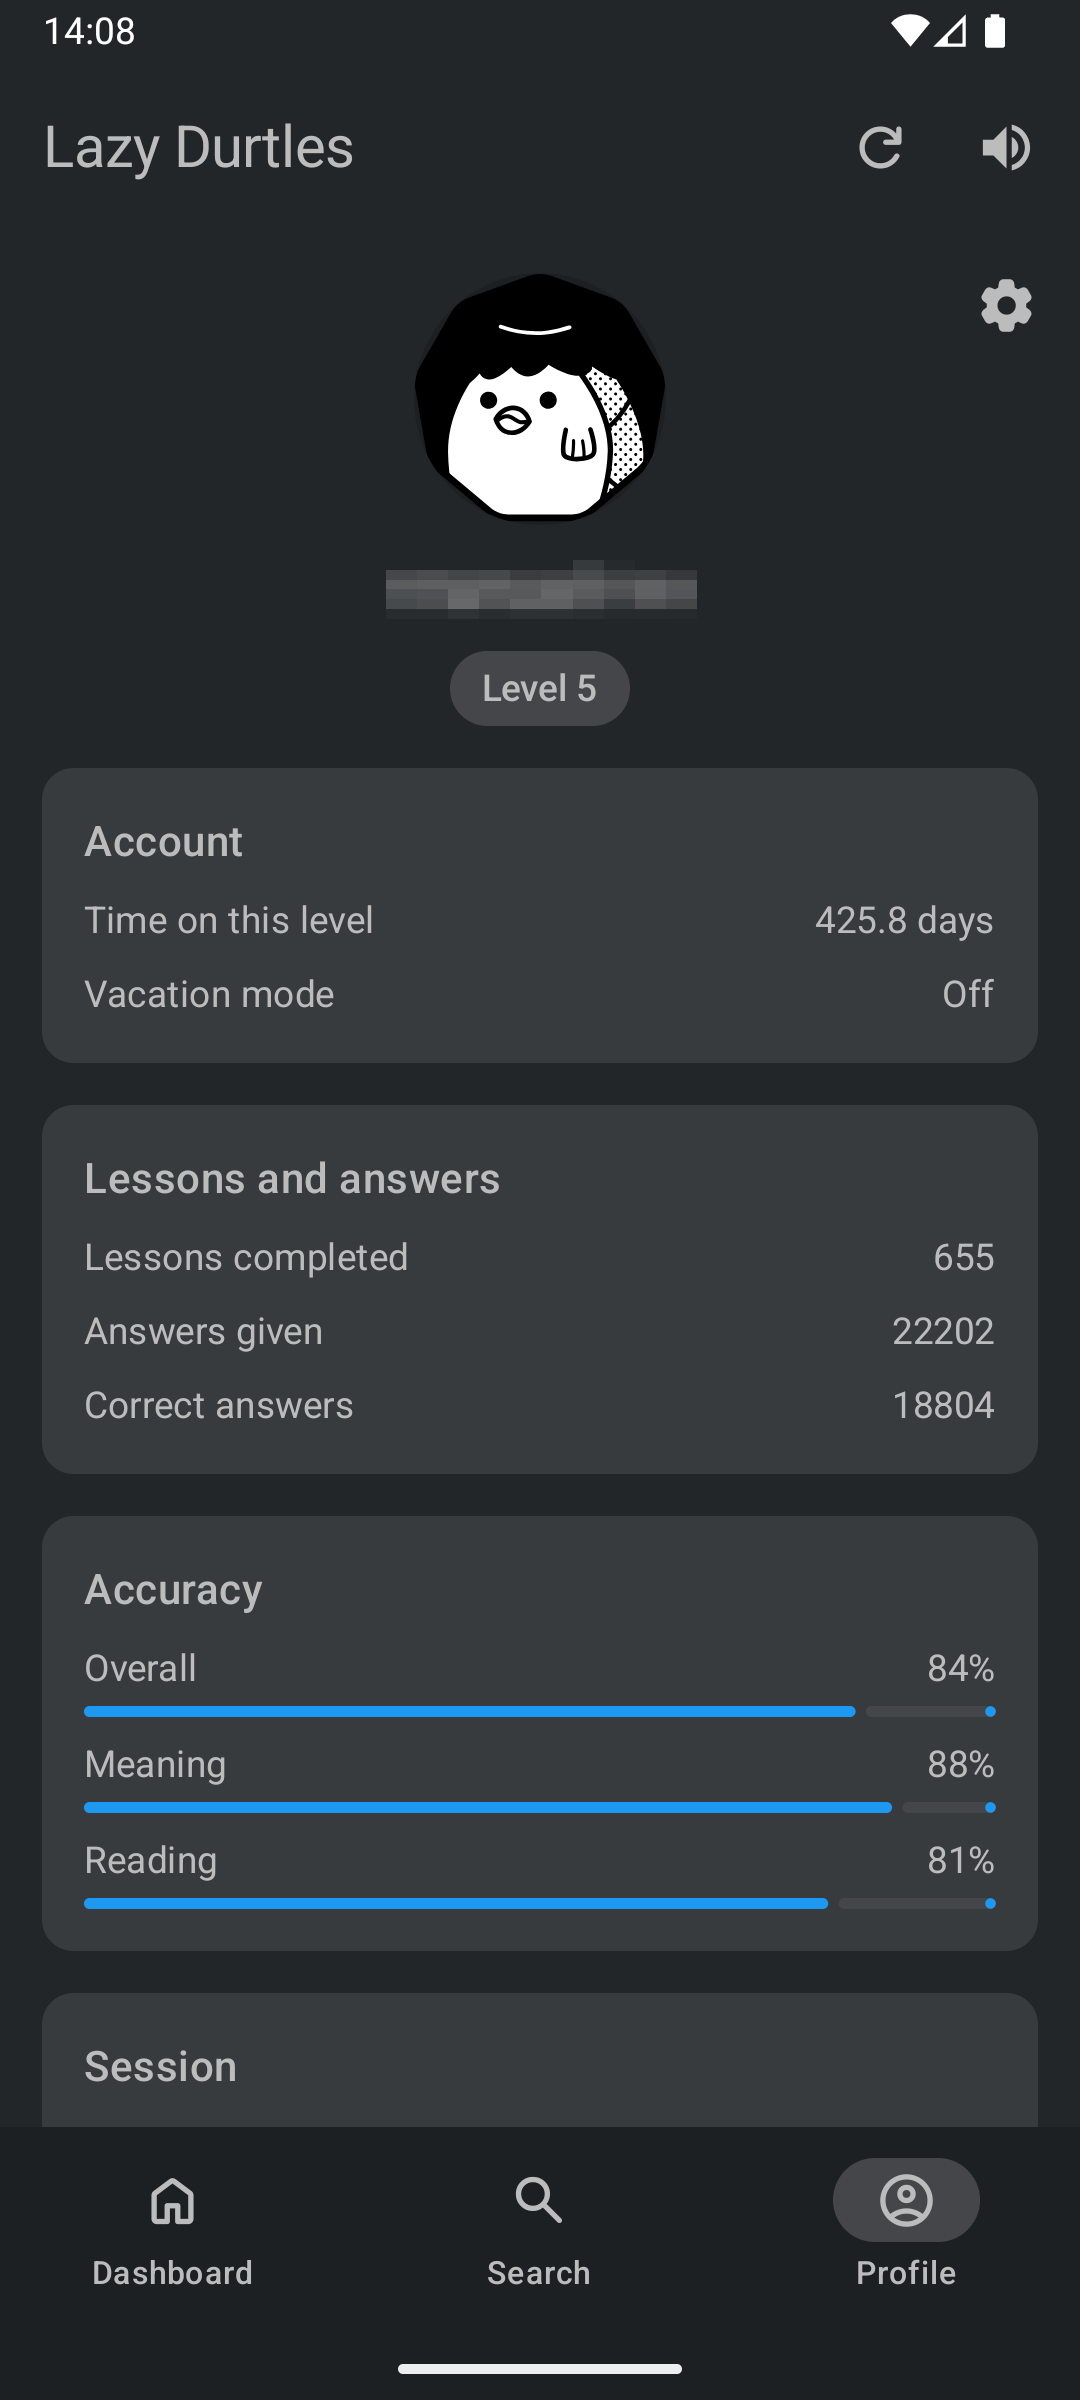 14:08
Lazy Durtles
Level 5
Account
Time on this level 425.8 days
Vacation mode Off
Lessons and answers
Lessons completed 655
Answers given 22202
Correct answers 18804
Accuracy
Overall 84%
Meaning 88%
Reading 81%
Session
Dashboard Search Profile